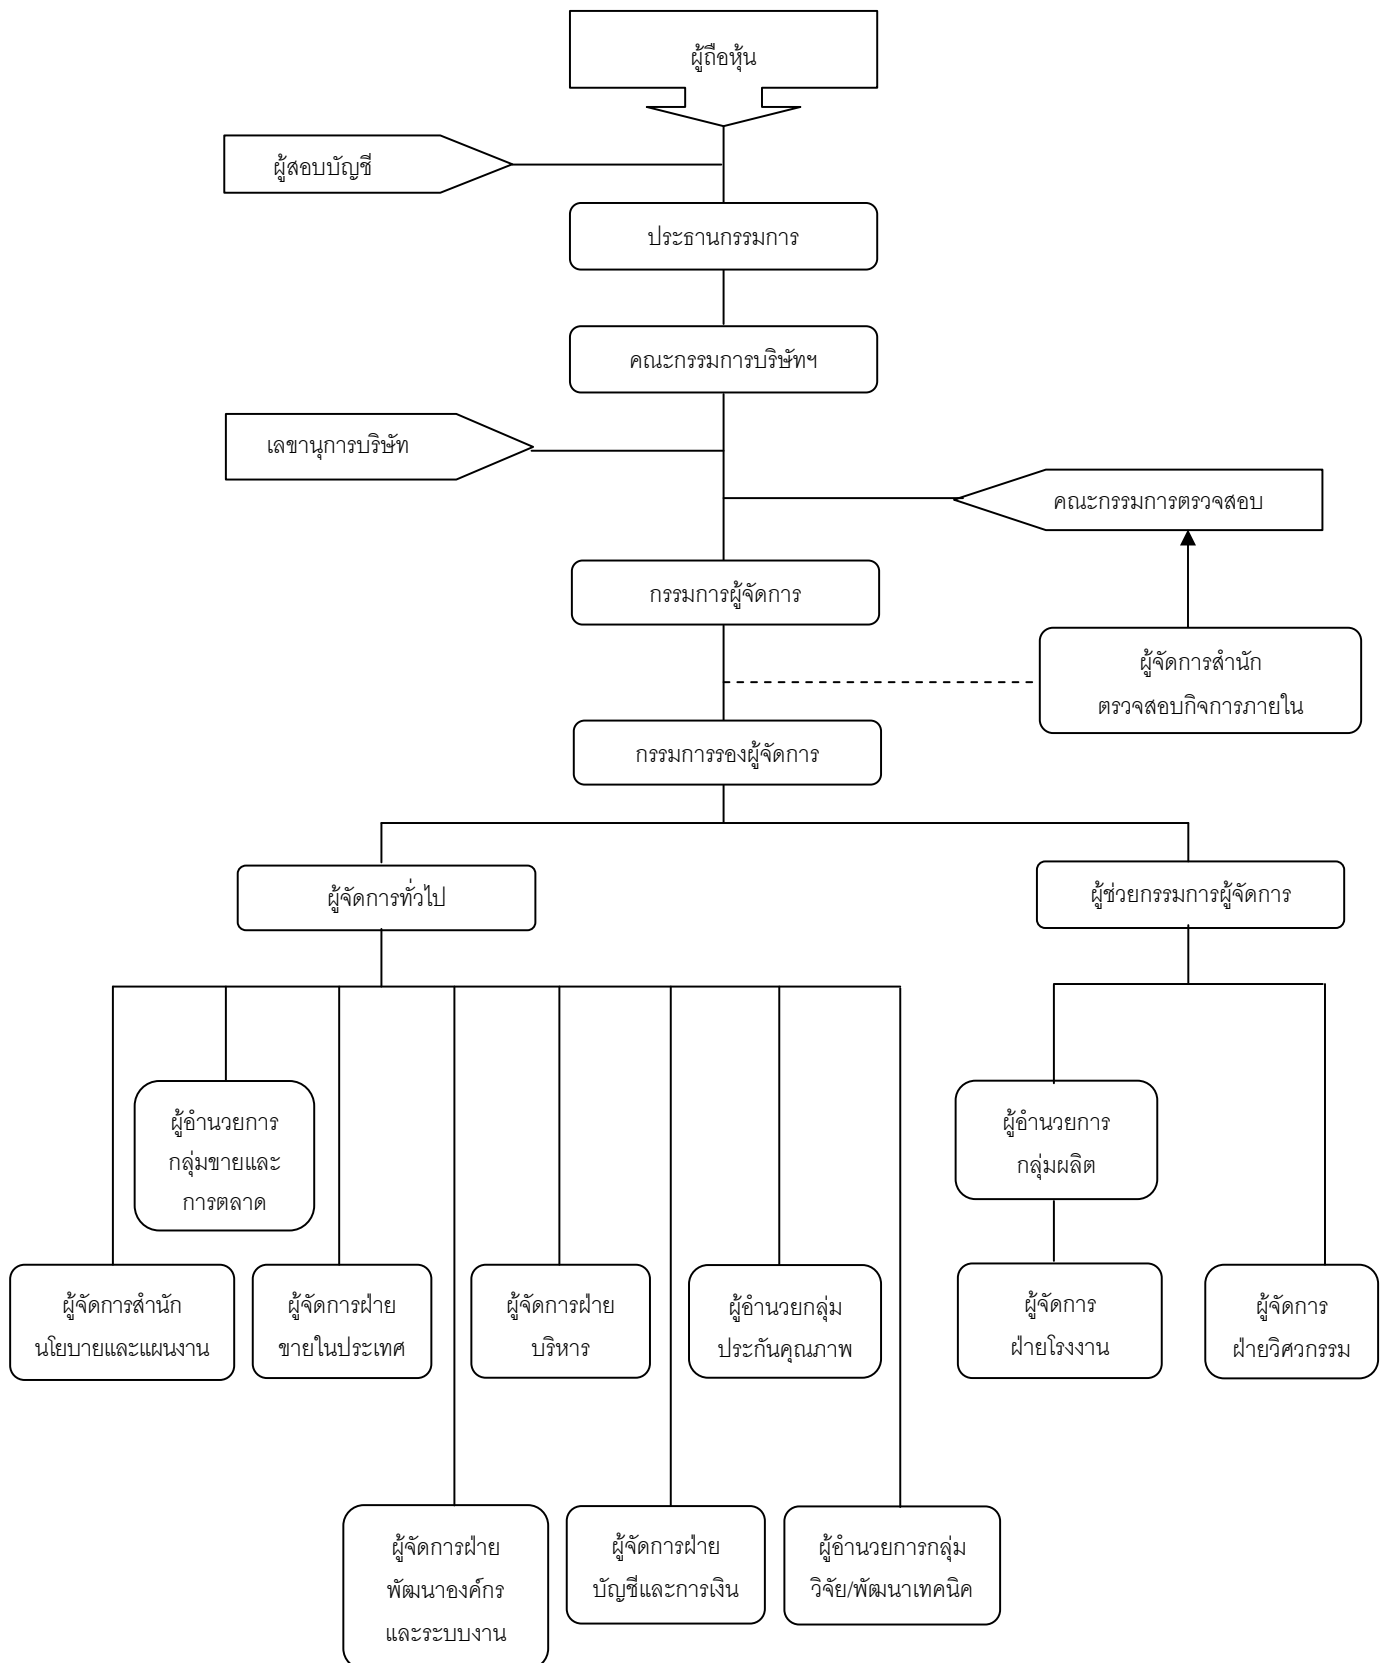 ผู้ถือหุ้น
ผู้สอบบัญชี
ประธานกรรมการ
คณะกรรมการบริษัทฯ
เลขานุการบริษัท
คณะกรรมการตรวจสอบ
กรรมการผู้จัดการ
ผู้จัดการสำนัก
ตรวจสอบกิจการภายใน
กรรมการรองผู้จัดการ
ผู้จัดการทั่วไป
ผู้ช่วยกรรมการผู้จัดการ
ผู้อำนวยการ
กลุ่มขายและ
การตลาด
ผู้อำนวยการ
กลุ่มผลิต
ผู้จัดการสำนัก
นโยบายและแผนงาน
ผู้จัดการฝ่าย
ขายในประเทศ
ผู้จัดการฝ่าย
บริหาร
ผู้อำนวยกลุ่ม
ประกันคุณภาพ
ผู้จัดการ
ฝ่ายโรงงาน
ผู้จัดการ
ฝ่ายวิศวกรรม
ผู้จัดการฝ่าย
พัฒนาองค์กร
และระบบงาน
ผู้จัดการฝ่าย
บัญชีและการเงิน
ผู้อำนวยการกลุ่ม
วิจัย/พัฒนาเทคนิค